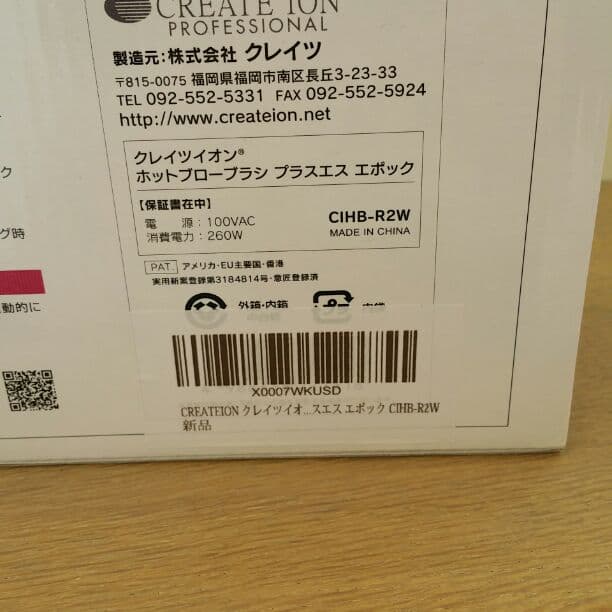 CREATE ION
PROFESSIONAL
製造元:株式会社 クレイツ
〒815-0075 福岡県福岡市南区長丘3-23-33
TEL 092-552-5331 FAX 092-552-5924
http://www.createion.net
クレイツイオン®
ホットブローブラシ プラスエス エポック
【保証書在中】
電 源:100VAC
消費電力:260W
CIHB-R2W
MADE IN CHINA
PAT. アメリカ・EU主要国・香港
実用新案登録第3184814号・意匠登録済
外箱・内箱
ク
グ時
動的に
X0007WKUSD
CREATEION クレイツイオ...スエス エポック CIHB-R2W
新品